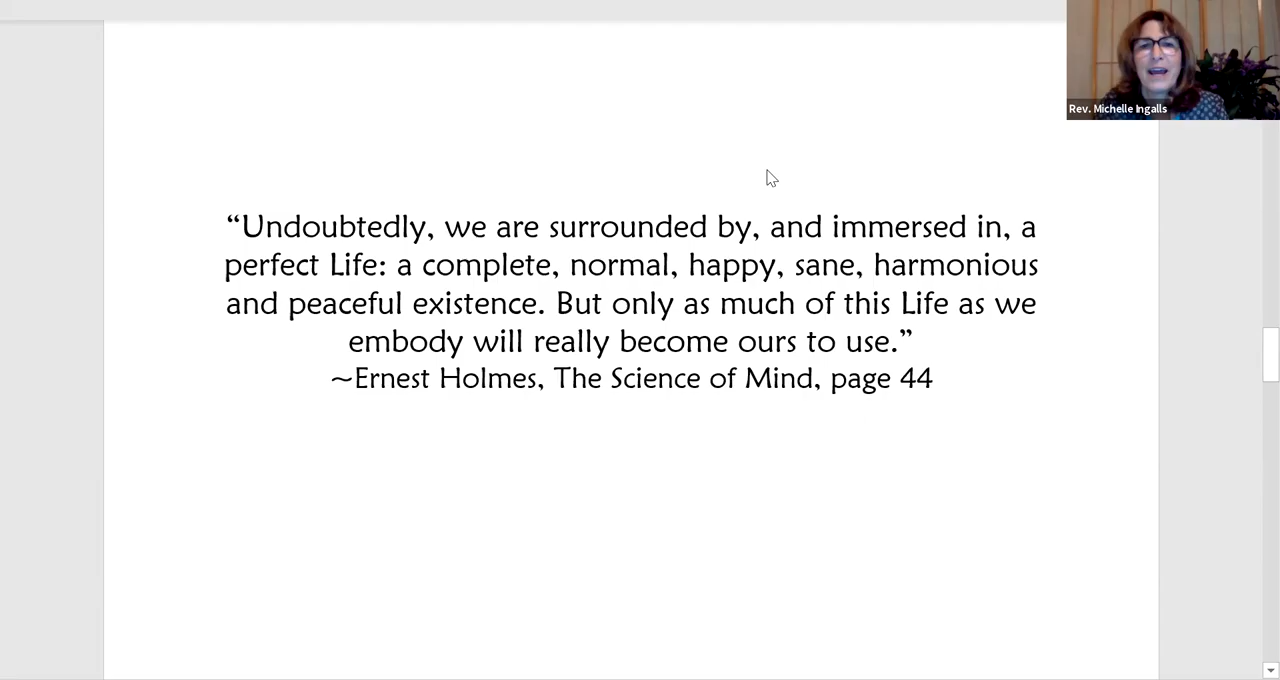 Rev. Michelle Ingalls
“Undoubtedly, we are surrounded by, and immersed in, a
perfect Life: a complete, normal, happy, sane, harmonious
and peaceful existence. But only as much of this Life as we
embody will really become ours to use.”
~Ernest Holmes, The Science of Mind, page 44